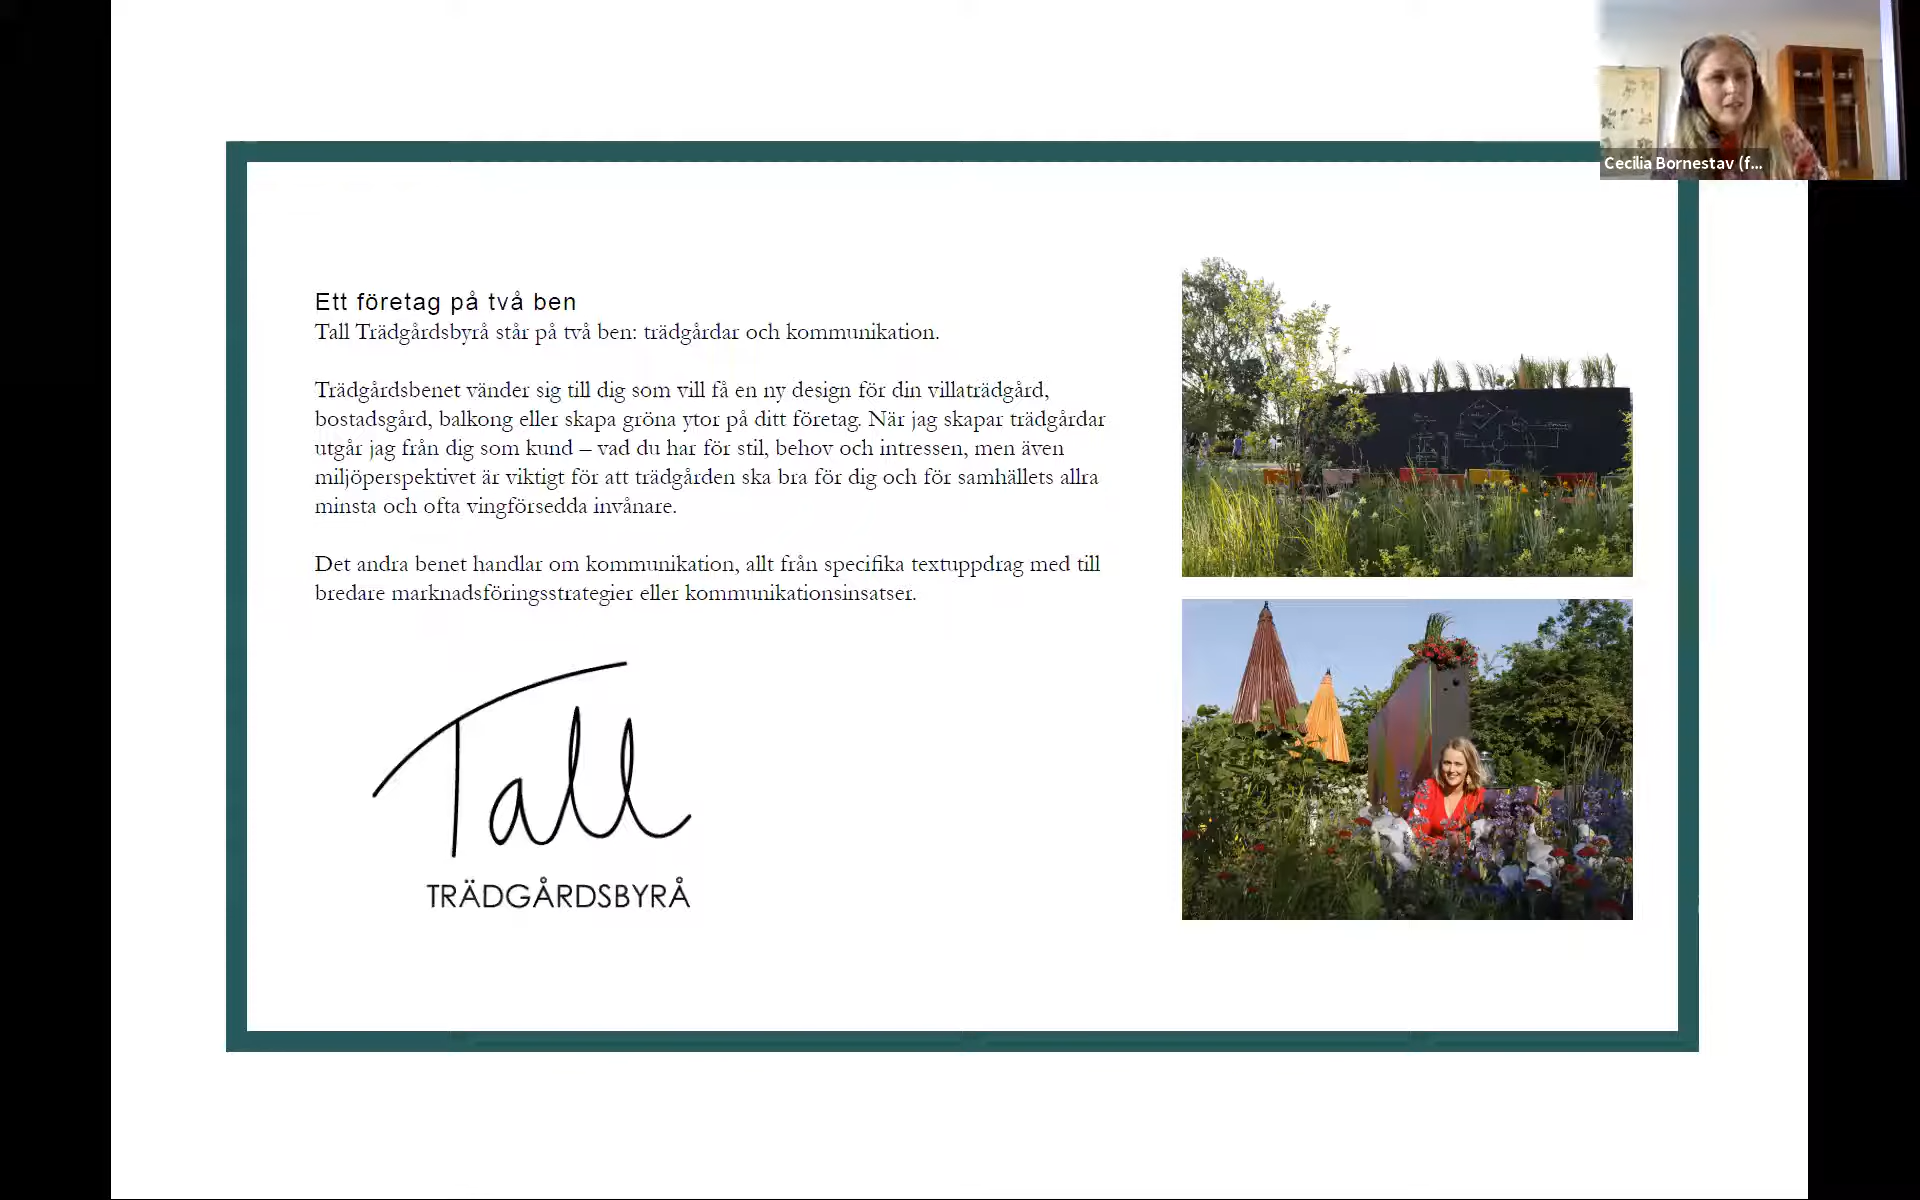 Cecilia Bornestav (f...
Ett företag på två ben
Tall Trädgårdsbyrå står på två ben: trädgårdar och kommunikation.
Trädgårdsbenet vänder sig till dig som vill få en ny design för din villaträdgård,
bostadsgård, balkong eller skapa gröna ytor på ditt företag. När jag skapar trädgårdar
utgår jag från dig som kund – vad du har för stil, behov och intressen, men även
miljöperspektivet är viktigt för att trädgården ska bra för dig och för samhällets allra
minsta och ofta vingförsedda invånare.
Det andra benet handlar om kommunikation, allt från specifika textuppdrag med till
bredare marknadsföringsstrategier eller kommunikationsinsatser.
Tall
TRÄDGÅRDSBYRÅ